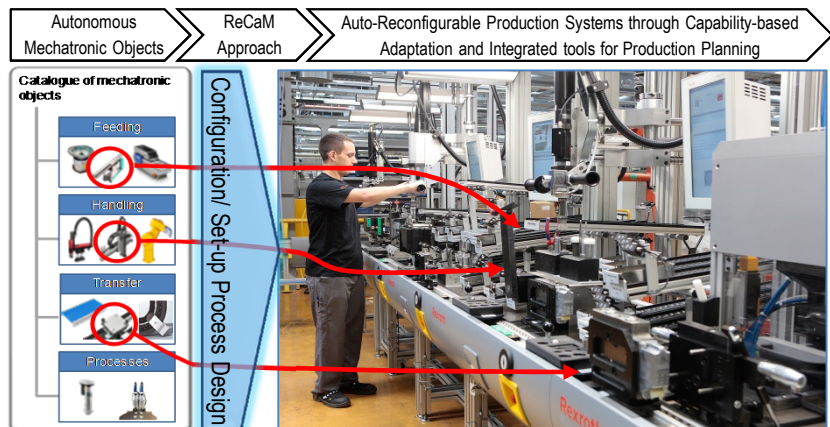 Autonomous
Mechatronic Objects
ReCaM
Approach
Auto-Reconfigurable Production Systems through Capability-based
Adaptation and Integrated tools for Production Planning
Catalogue of mechatronic
objects
Feeding
Handling
Transfer
Processes
Configuration/ Set-up Process Design
Rexroth
Rexroth